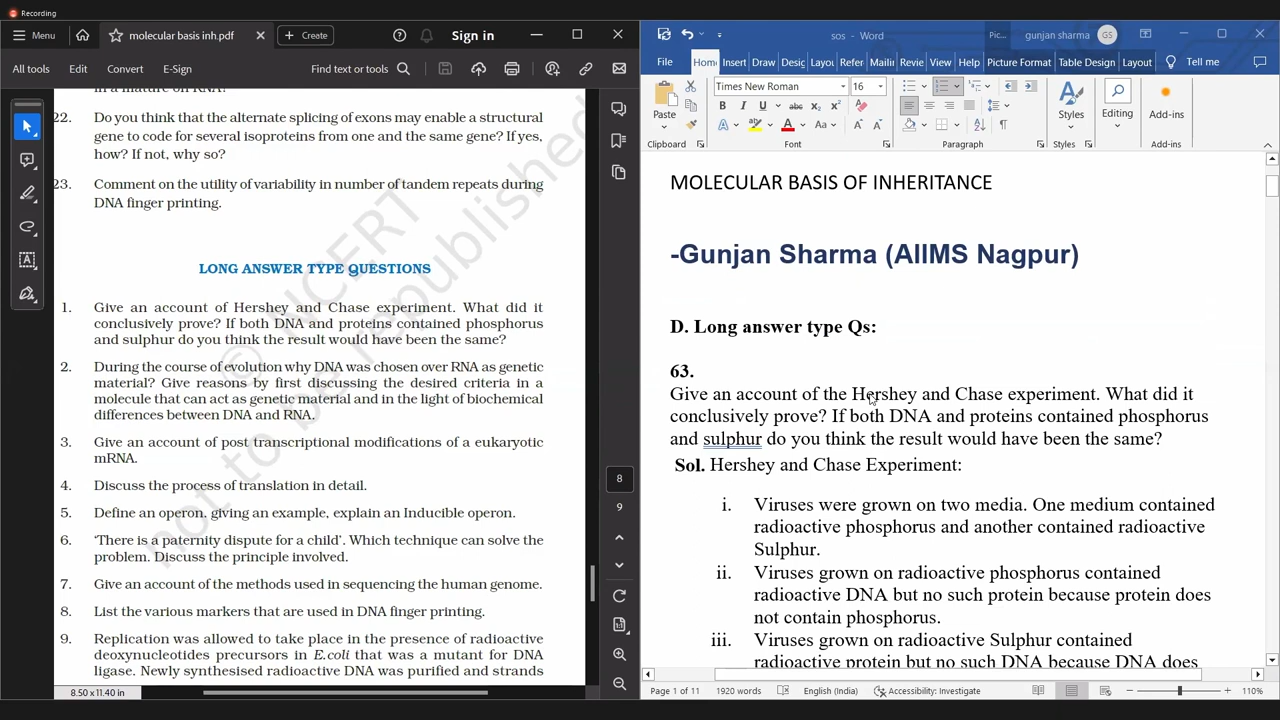 Recording
Menu
molecular basis inh.pdf
Create
Sign in
All tools
Edit
Convert
E-Sign
Find text or tools
22. Do you think that the alternate splicing of exons may enable a structural
gene to code for several isoproteins from one and the same gene? If yes,
how? If not, why so?
23. Comment on the utility of variability in number of tandem repeats during
DNA finger printing.
LONG ANSWER TYPE QUESTIONS
1. Give an account of Hershey and Chase experiment. What did it
conclusively prove? If both DNA and proteins contained phosphorus
and sulphur do you think the result would have been the same?
2. During the course of evolution why DNA was chosen over RNA as genetic
material? Give reasons by first discussing the desired criteria in a
molecule that can act as genetic material and in the light of biochemical
differences between DNA and RNA.
3. Give an account of post transcriptional modifications of a eukaryotic
mRNA.
4. Discuss the process of translation in detail.
5. Define an operon. giving an example, explain an Inducible operon.
6. ‘There is a paternity dispute for a child’. Which technique can solve the
problem. Discuss the principle involved.
7. Give an account of the methods used in sequencing the human genome.
8. List the various markers that are used in DNA finger printing.
9. Replication was allowed to take place in the presence of radioactive
deoxynucleotides precursors in E.coli that was a mutant for DNA
ligase. Newly synthesised radioactive DNA was purified and strands
© NCERT
not to be republished
8
9
8.50 x 11.40 in
sos - Word
Pic...
gunjan sharma
GS
File
Home
Insert
Draw
Desig
Layou
Refer
Mailin
Revie
View
Help
Picture Format
Table Design
Layout
Tell me
Paste
Times New Roman
16
Styles
Editing
Add-ins
Clipboard
Font
Paragraph
Styles
Add-ins
MOLECULAR BASIS OF INHERITANCE
-Gunjan Sharma (AIIMS Nagpur)
D. Long answer type Qs:
63.
Give an account of the Hershey and Chase experiment. What did it
conclusively prove? If both DNA and proteins contained phosphorus
and sulphur do you think the result would have been the same?
Sol. Hershey and Chase Experiment:
i. Viruses were grown on two media. One medium contained
radioactive phosphorus and another contained radioactive
Sulphur.
ii. Viruses grown on radioactive phosphorus contained
radioactive DNA but no such protein because protein does
not contain phosphorus.
iii. Viruses grown on radioactive Sulphur contained
radioactive protein but no such DNA because DNA does
Page 1 of 11
1920 words
English (India)
Accessibility: Investigate
110%